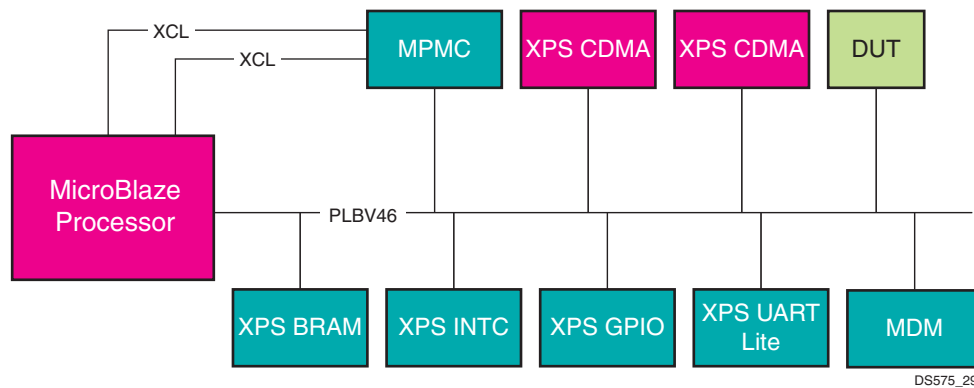 XCL
XCL
MPMC
XPS CDMA
XPS CDMA
DUT
MicroBlaze
Processor
PLBV46
XPS BRAM
XPS INTC
XPS GPIO
XPS UART
Lite
MDM
DS575_29